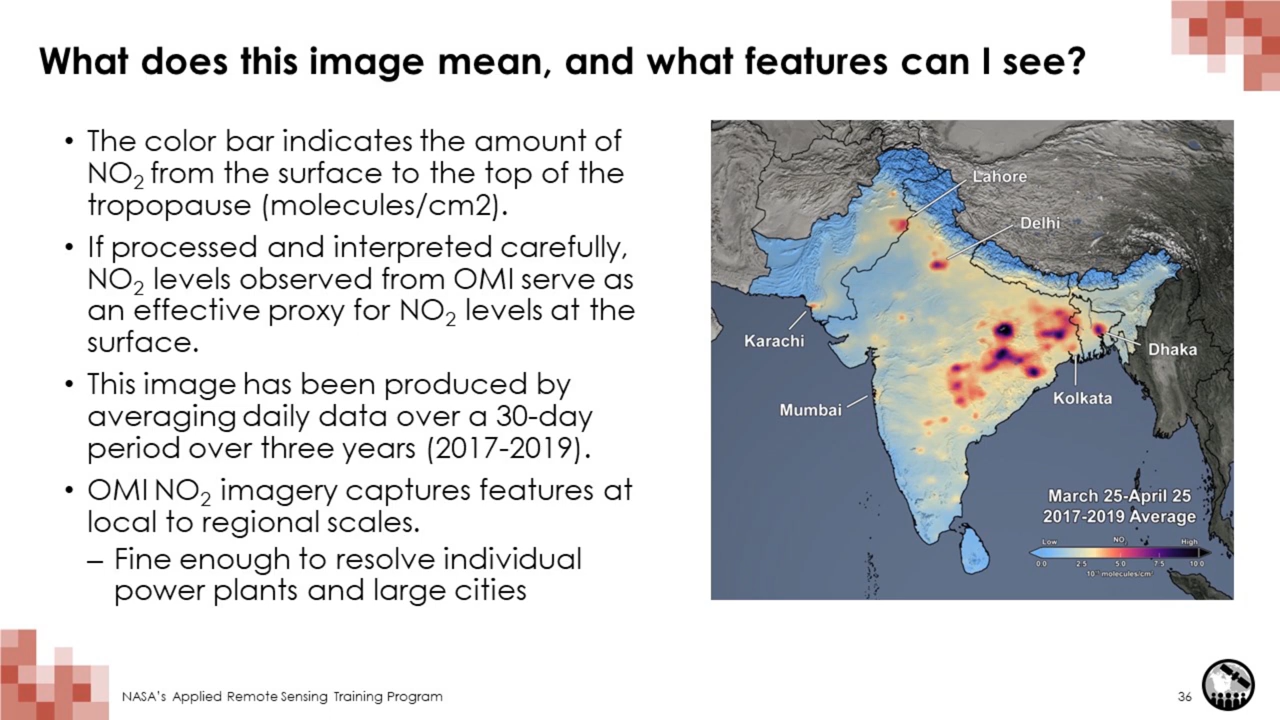 What does this image mean, and what features can I see?
• The color bar indicates the amount of
NO2 from the surface to the top of the
tropopause (molecules/cm2).
• If processed and interpreted carefully,
NO2 levels observed from OMI serve as
an effective proxy for NO2 levels at the
surface.
• This image has been produced by
averaging daily data over a 30-day
period over three years (2017-2019).
• OMI NO2 imagery captures features at
local to regional scales.
– Fine enough to resolve individual
power plants and large cities
Lahore
Delhi
Karachi
Dhaka
Kolkata
Mumbai
March 25-April 25
2017-2019 Average
Low NO2 High
0.0 2.5 5.0 7.5 10.0
molecules/cm2
NASA's Applied Remote Sensing Training Program
36